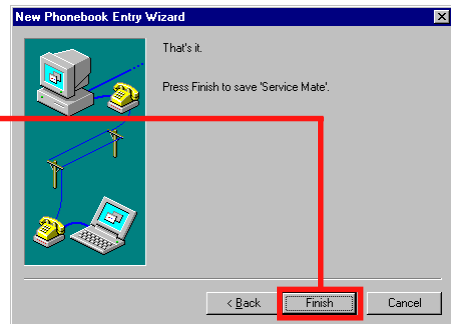 New Phonebook Entry Wizard
That's it.
Press Finish to save 'Service Mate'.
< Back
Finish
Cancel